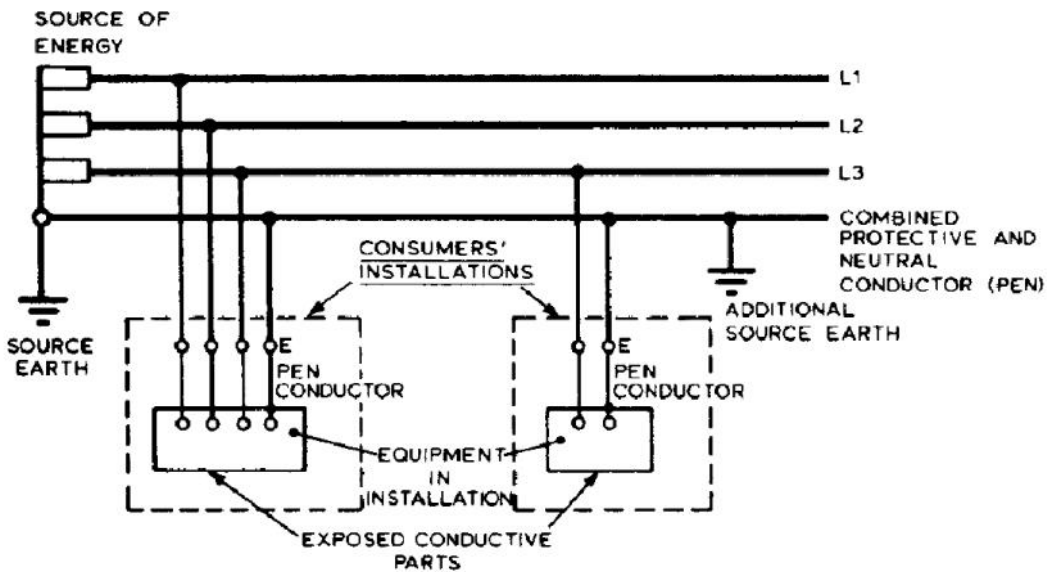 SOURCE OF
ENERGY
L1
L2
L3
COMBINED
PROTECTIVE AND
NEUTRAL
CONDUCTOR (PEN)
CONSUMERS'
INSTALLATIONS
ADDITIONAL
SOURCE EARTH
SOURCE
EARTH
E
PEN
CONDUCTOR
E
PEN
CONDUCTOR
EQUIPMENT
IN
INSTALLATION
EXPOSED CONDUCTIVE
PARTS